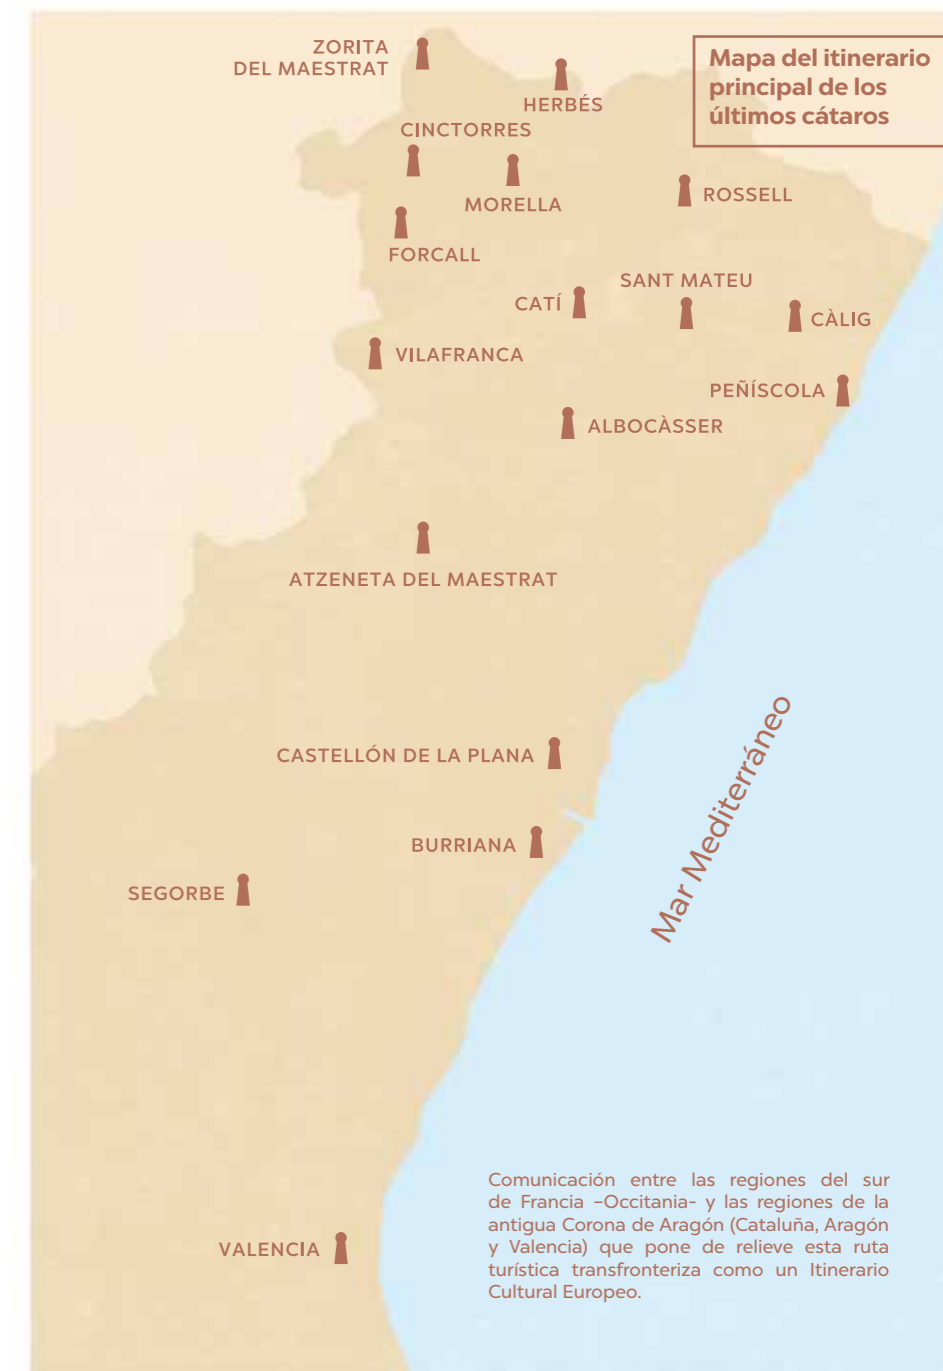 ZORITA
DEL MAESTRAT
Mapa del itinerario
principal de los
últimos cátaros
HERBÉS
CINCTORRES
MORELLA
ROSSELL
FORCALL
SANT MATEU
CATÍ
CÀLIG
VILAFRANCA
PEÑÍSCOLA
ALBOCÀSSER
ATZENETA DEL MAESTRAT
Mar Mediterráneo
CASTELLÓN DE LA PLANA
BURRIANA
SEGORBE
Comunicación entre las regiones del sur
de Francia –Occitania- y las regiones de la
antigua Corona de Aragón (Cataluña, Aragón
y Valencia) que pone de relieve esta ruta
turística transfronteriza como un Itinerario
Cultural Europeo.
VALENCIA